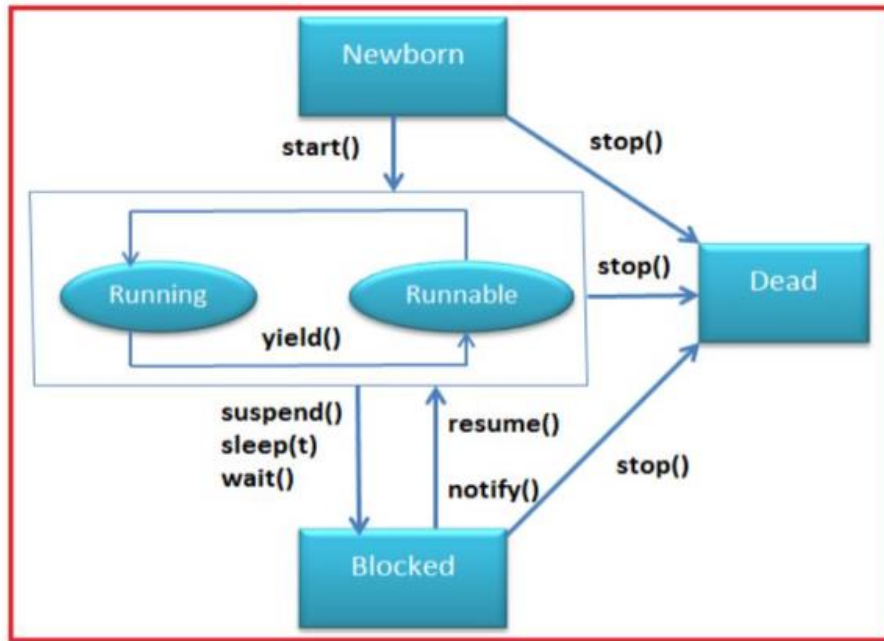 Newborn
start()
stop()
Running
Runnable
stop()
Dead
yield()
suspend()
sleep(t)
wait()
resume()
notify()
stop()
Blocked